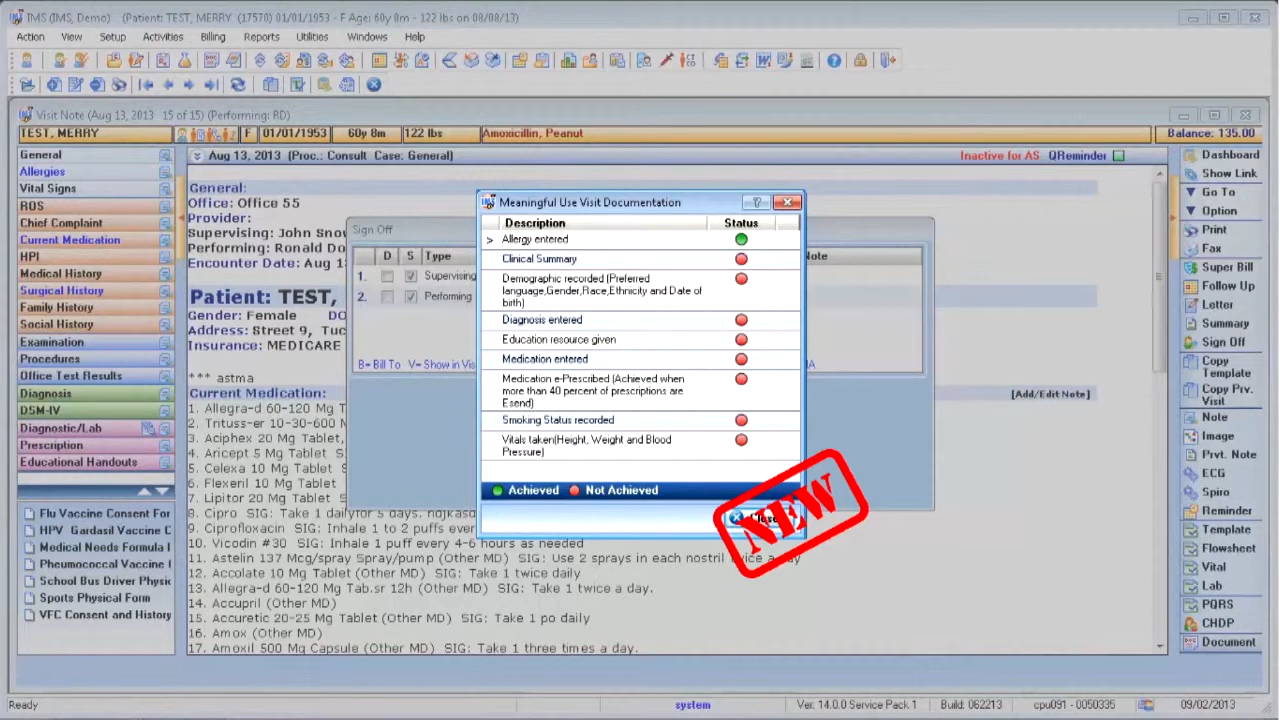 IMS (IMS, Demo)  (Patient: TEST, MERRY  (17570) 01/01/1953 - F Age: 60y 8m - 122 lbs on 08/08/13)
Action View Setup Activities Billing Reports Utilities Windows Help
Visit Note (Aug 13, 2013 15 of 15) (Performing: RD)
TEST, MERRY F 01/01/1953 60y 8m 122 lbs Amoxicillin, Peanut Balance: 135.00
General
Allergies
Vital Signs
ROS
Chief Complaint
Current Medication
HPI
Medical History
Surgical History
Family History
Social History
Examination
Procedures
Office Test Results
Diagnosis
DSM-IV
Diagnostic/Lab
Prescription
Educational Handouts
Flu Vaccine Consent For
HPV Gardasil Vaccine C
Medical Needs Formula I
Pneumococcal Vaccine I
School Bus Driver Physic
Sports Physical Form
VFC Consent and History
Aug 13, 2013 (Proc.: Consult Case: General) Inactive for AS QReminder
General:
Office: Office 55
Provider:
Supervising: John Snow
Performing: Ronald Do
Encounter Date: Aug 1
Patient: TEST,
Gender: Female DO
Address: Street 9, Tuc
Insurance: MEDICARE
*** astma
Current Medication: [Add/Edit Note]
1. Allegra-d 60-120 Mg T
2. Trituss-er 10-30-600 N
3. Aciphex 20 Mg Tablet,
4. Aricept 5 Mg Tablet S
5. Celexa 10 Mg Tablet
6. Flexeril 10 Mg Tablet
7. Lipitor 20 Mg Tablet S
8. Cipro SIG: Take 1 dailyfor 5 days. hdjkasd
9. Ciprofloxacin SIG: Inhale 1 to 2 puffs ever
10. Vicodin #30 SIG: Inhale 1 puff every 4-6 hours as needed
11. Astelin 137 Mcg/spray Spray/pump (Other MD) SIG: Use 2 sprays in each nostril twice a day
12. Accolate 10 Mg Tablet (Other MD) SIG: Take 1 twice daily
13. Allegra-d 60-120 Mg Tab.sr 12h (Other MD) SIG: Take 1 twice a day.
14. Accupril (Other MD)
15. Accuretic 20-25 Mg Tablet (Other MD) SIG: Take 1 po daily
16. Amox (Other MD)
17. Amoxil 500 Mg Capsule (Other MD) SIG: Take 1 three times a day.
Sign Off
D S Type Note
1. Supervising
2. Performing
B= Bill To V= Show in Vis
Meaningful Use Visit Documentation
Description Status
> Allergy entered
Clinical Summary
Demographic recorded (Preferred
language,Gender,Race,Ethnicity and Date of
birth)
Diagnosis entered
Education resource given
Medication entered
Medication e-Prescribed (Achieved when
more than 40 percent of prescriptions are
Esend)
Smoking Status recorded
Vitals taken(Height, Weight and Blood
Pressure)
Achieved Not Achieved
Close
NEW
Dashboard
Show Link
Go To
Option
Print
Fax
Super Bill
Follow Up
Letter
Summary
Sign Off
Copy
Template
Copy Prv.
Visit
Note
Image
Prvt. Note
ECG
Spiro
Reminder
Template
Flowsheet
Vital
Lab
PQRS
CHDP
Document
Ready system Ver: 14.0.0 Service Pack 1 Build: 062213 cpu091 - 0050335 09/02/2013